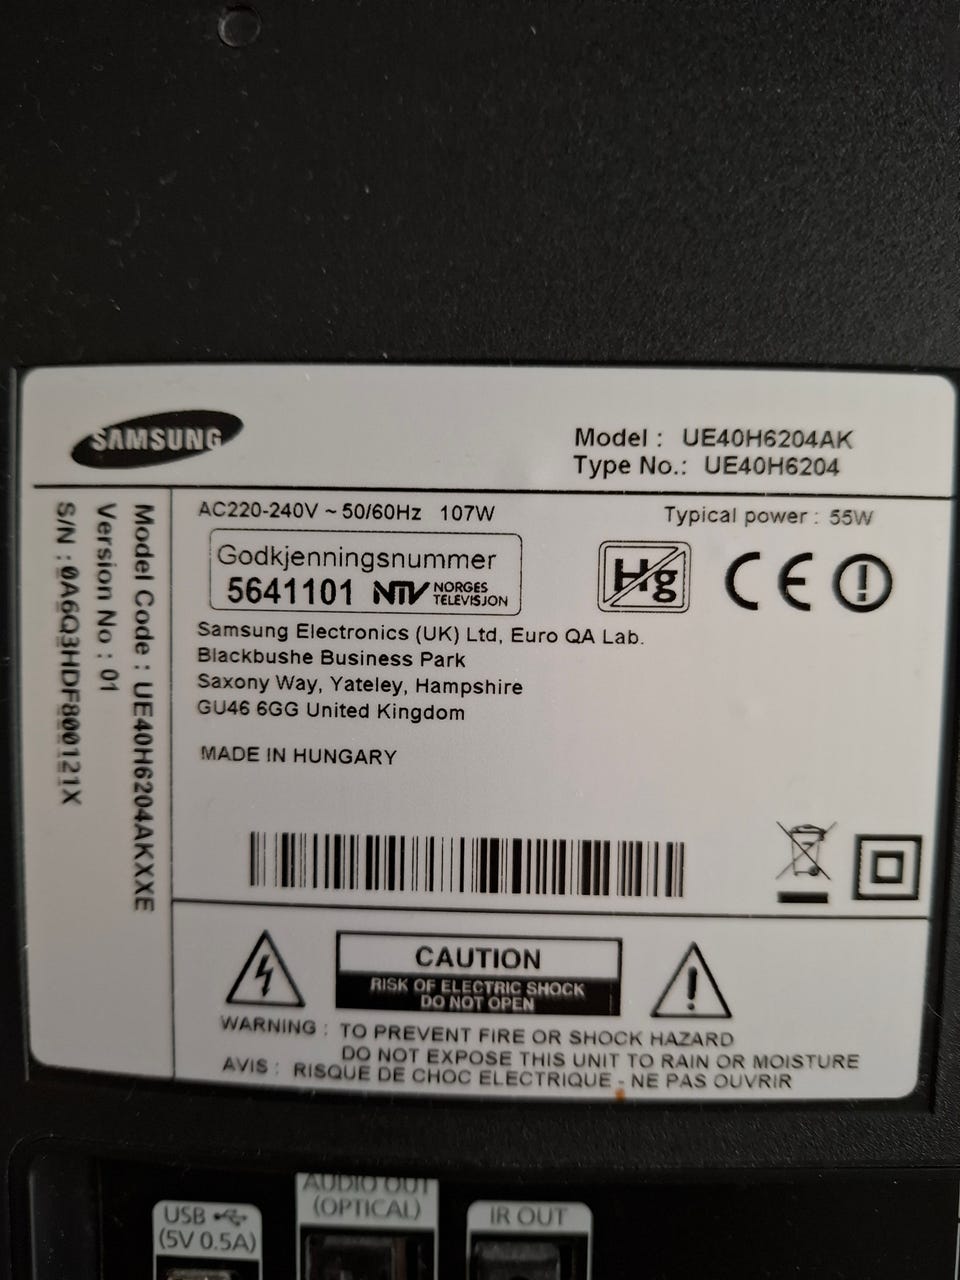 SAMSUNG
Model : UE40H6204AK
Type No.: UE40H6204
Model Code : UE40H6204AKXXE
Version No : 01
S/N : 0A6Q3HDF800121X
AC220-240V ~ 50/60Hz 107W
Typical power : 55W
Godkjenningsnummer
5641101 NTV NORGES
TELEVISJON
Hg
CE
Samsung Electronics (UK) Ltd, Euro QA Lab.
Blackbushe Business Park
Saxony Way, Yateley, Hampshire
GU46 6GG United Kingdom
MADE IN HUNGARY
CAUTION
RISK OF ELECTRIC SHOCK
DO NOT OPEN
WARNING : TO PREVENT FIRE OR SHOCK HAZARD
DO NOT EXPOSE THIS UNIT TO RAIN OR MOISTURE
AVIS : RISQUE DE CHOC ELECTRIQUE - NE PAS OUVRIR
USB
(5V 0.5A)
AUDIO OUT
(OPTICAL)
IR OUT